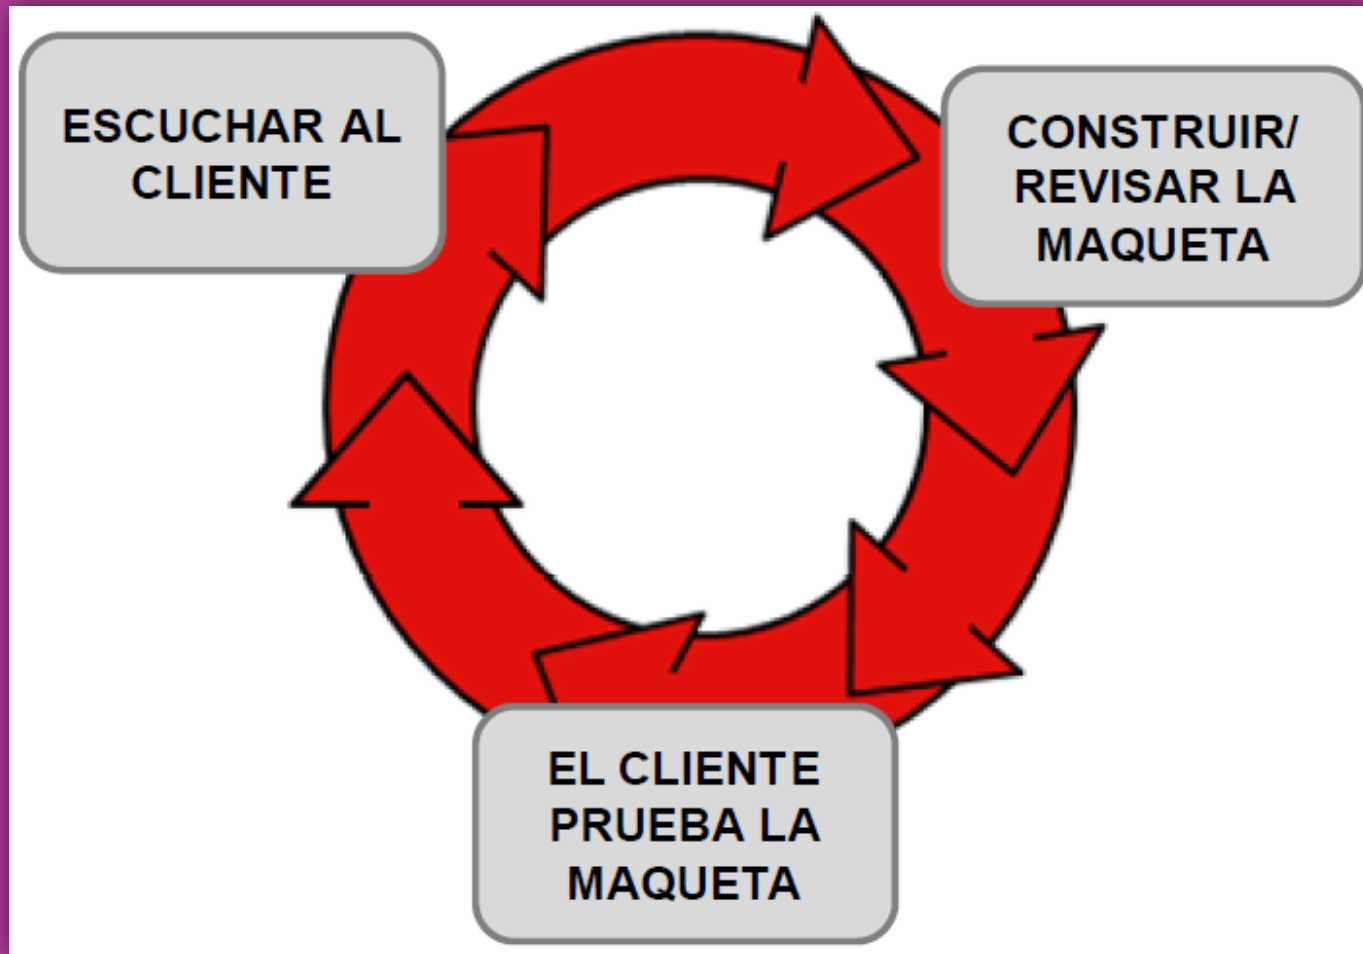 ESCUCHAR AL
CLIENTE
CONSTRUIR/
REVISAR LA
MAQUETA
EL CLIENTE
PRUEBA LA
MAQUETA